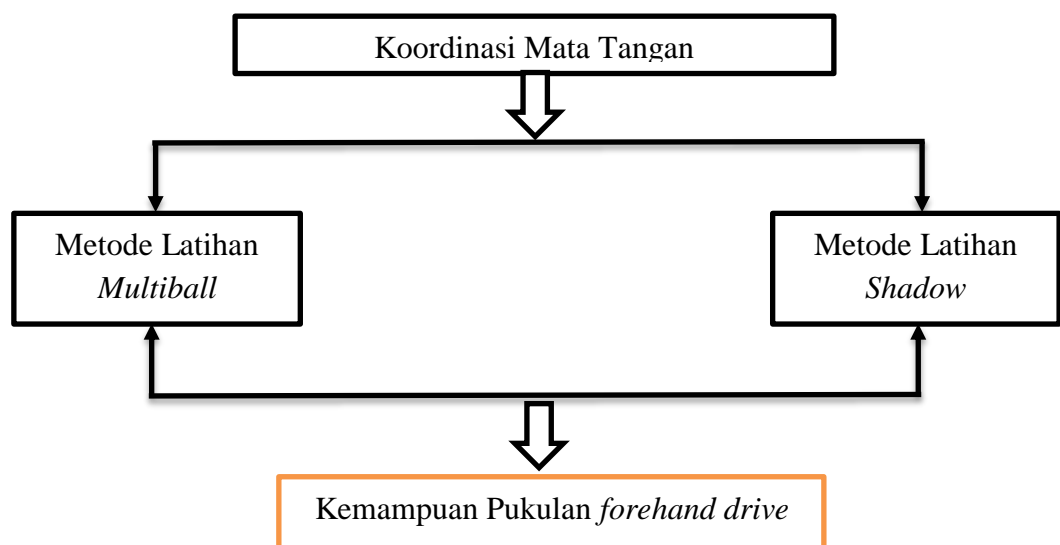 Koordinasi Mata Tangan
Metode Latihan
Multiball
Metode Latihan
Shadow
Kemampuan Pukulan forehand drive